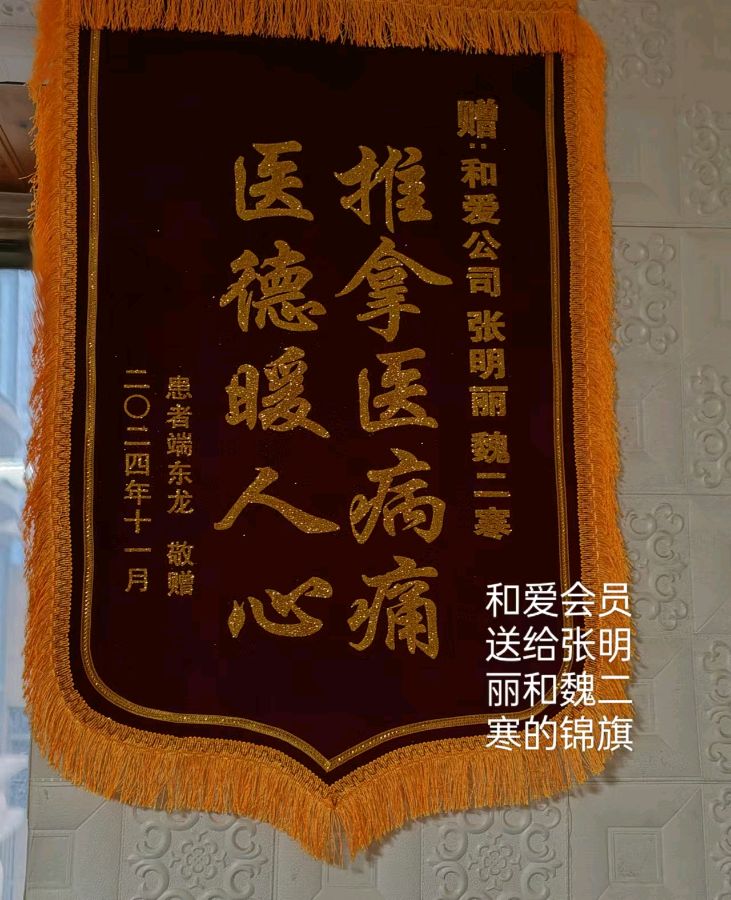 赠:和爱公司 张明丽 魏二寒
推拿医病痛
医德暖人心
患者端东龙 敬赠
二〇二四年十一月
和爱会员
送给张明
丽和魏二
寒的锦旗